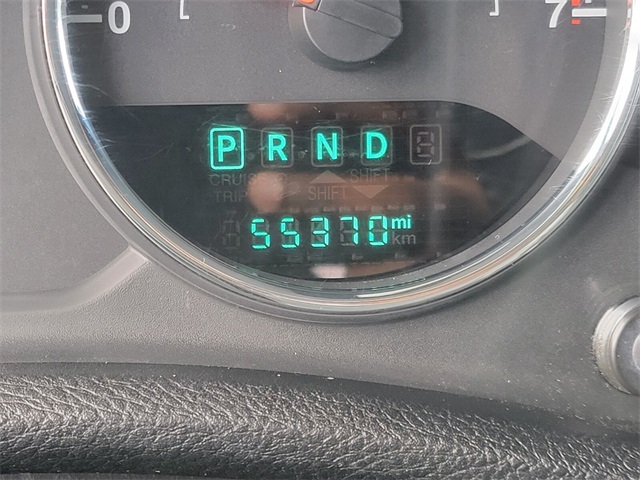 0 7
P R N D
CRUISE SHIFT
TRIP SHIFT
55370 mi
km